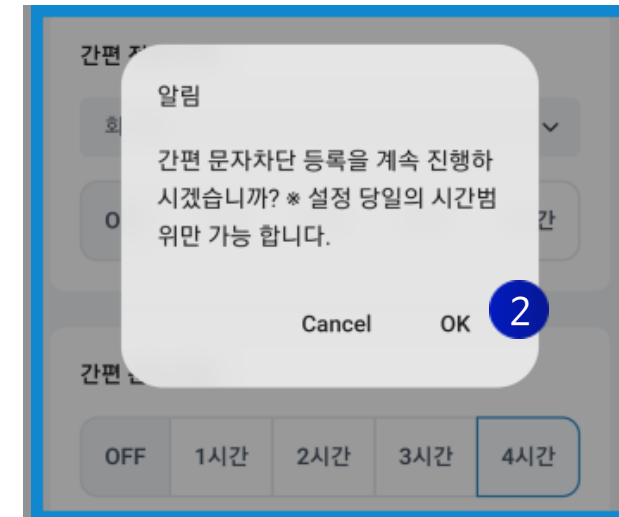 간편
회
알림
간편 문자차단 등록을 계속 진행하
시겠습니까? ※ 설정 당일의 시간범
위만 가능 합니다.
O
간
Cancel OK 2
간편
OFF 1시간 2시간 3시간 4시간